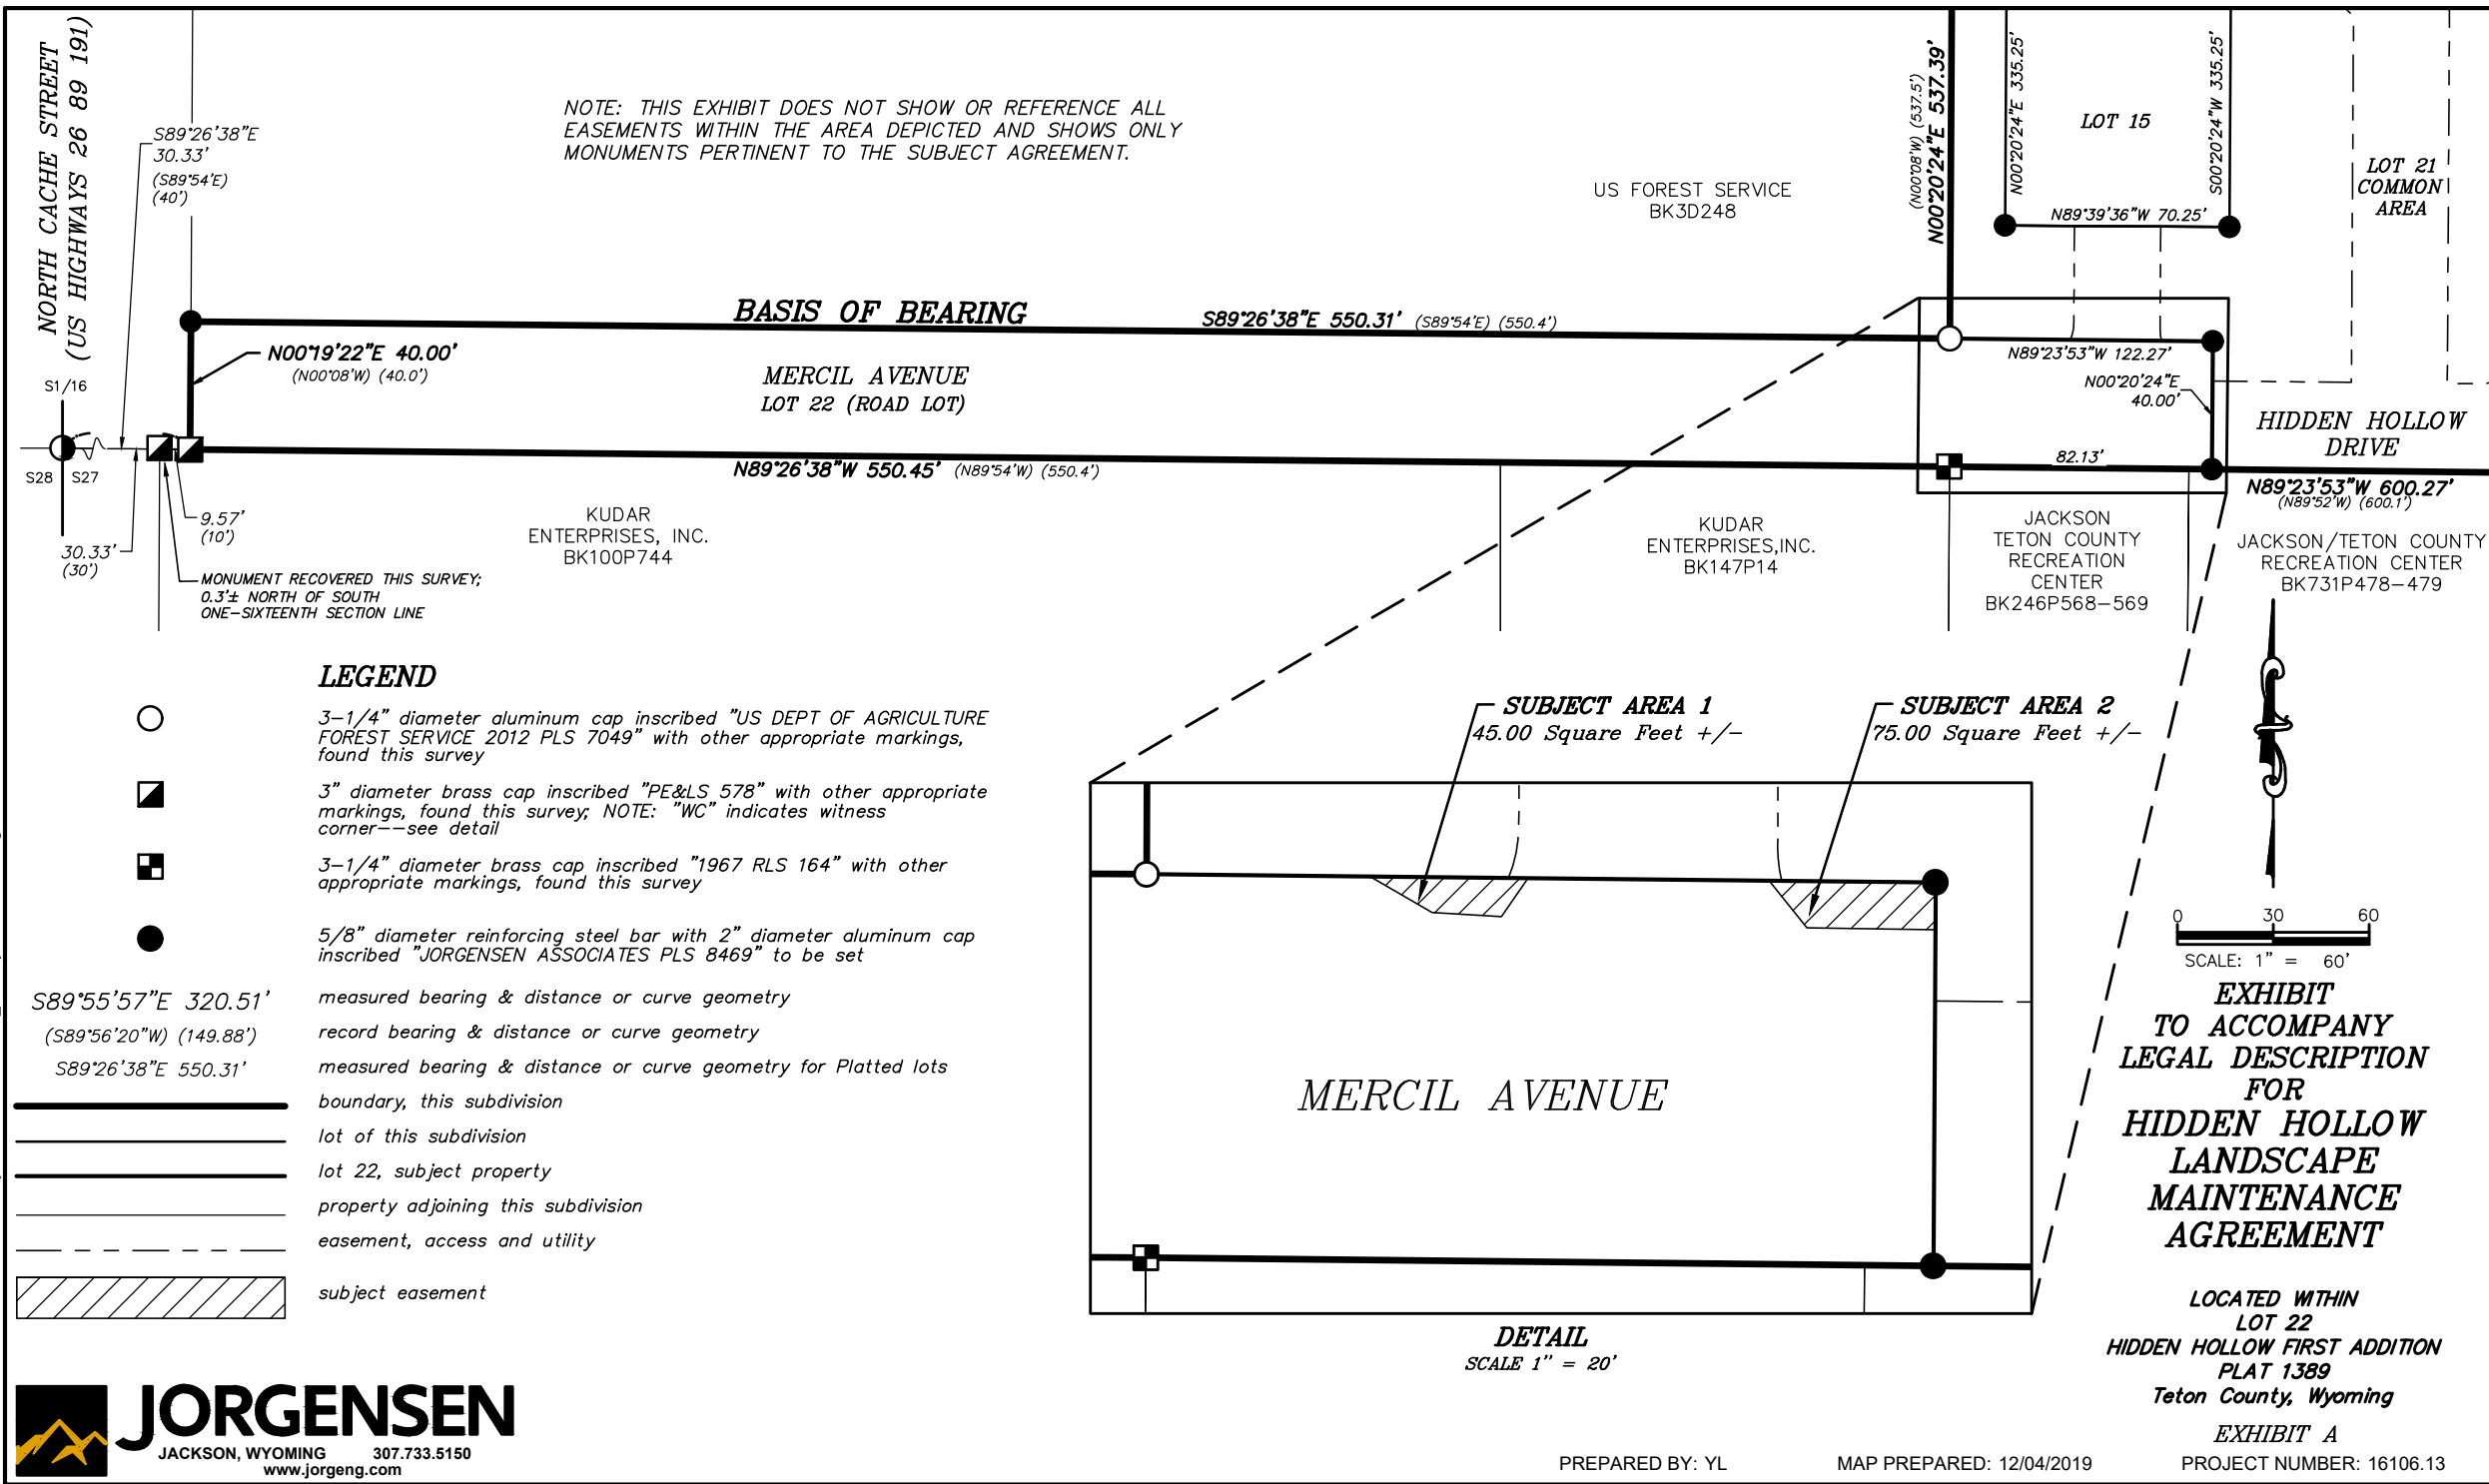 NORTH CACHE STREET
(US HIGHWAYS 26 89 191)
S89°26'38"E
30.33'
(S89°54'E)
(40')
NOTE: THIS EXHIBIT DOES NOT SHOW OR REFERENCE ALL
EASEMENTS WITHIN THE AREA DEPICTED AND SHOWS ONLY
MONUMENTS PERTINENT TO THE SUBJECT AGREEMENT.
US FOREST SERVICE
BK3D248
(N00°08'W) (537.5')
N00°20'24"E 537.39'
N00°20'24"E 335.25'
LOT 15
S00°20'24"W 335.25'
N89°39'36"W 70.25'
LOT 21
COMMON
AREA
BASIS OF BEARING
S89°26'38"E 550.31' (S89°54'E) (550.4')
N00°19'22"E 40.00'
(N00°08'W) (40.0')
MERCIL AVENUE
LOT 22 (ROAD LOT)
N89°23'53"W 122.27'
N00°20'24"E
40.00'
HIDDEN HOLLOW
DRIVE
S1/16
S28
S27
N89°26'38"W 550.45' (N89°54'W) (550.4')
82.13'
N89°23'53"W 600.27'
(N89°52'W) (600.1')
9.57'
(10')
30.33'
(30')
MONUMENT RECOVERED THIS SURVEY;
0.3'± NORTH OF SOUTH
ONE-SIXTEENTH SECTION LINE
KUDAR
ENTERPRISES, INC.
BK100P744
KUDAR
ENTERPRISES,INC.
BK147P14
JACKSON
TETON COUNTY
RECREATION
CENTER
BK246P568-569
JACKSON/TETON COUNTY
RECREATION CENTER
BK731P478-479
LEGEND
3-1/4" diameter aluminum cap inscribed "US DEPT OF AGRICULTURE
FOREST SERVICE 2012 PLS 7049" with other appropriate markings,
found this survey
3" diameter brass cap inscribed "PE&LS 578" with other appropriate
markings, found this survey; NOTE: "WC" indicates witness
corner--see detail
3-1/4" diameter brass cap inscribed "1967 RLS 164" with other
appropriate markings, found this survey
5/8" diameter reinforcing steel bar with 2" diameter aluminum cap
inscribed "JORGENSEN ASSOCIATES PLS 8469" to be set
S89°55'57"E 320.51' measured bearing & distance or curve geometry
(S89°56'20"W) (149.88') record bearing & distance or curve geometry
S89°26'38"E 550.31' measured bearing & distance or curve geometry for Platted lots
boundary, this subdivision
lot of this subdivision
lot 22, subject property
property adjoining this subdivision
easement, access and utility
subject easement
SUBJECT AREA 1
45.00 Square Feet +/-
SUBJECT AREA 2
75.00 Square Feet +/-
MERCIL AVENUE
DETAIL
SCALE 1" = 20'
0 30 60
SCALE: 1" = 60'
EXHIBIT
TO ACCOMPANY
LEGAL DESCRIPTION
FOR
HIDDEN HOLLOW
LANDSCAPE
MAINTENANCE
AGREEMENT
LOCATED WITHIN
LOT 22
HIDDEN HOLLOW FIRST ADDITION
PLAT 1389
Teton County, Wyoming
EXHIBIT A
JORGENSEN
JACKSON, WYOMING 307.733.5150
www.jorgeng.com
PREPARED BY: YL MAP PREPARED: 12/04/2019 PROJECT NUMBER: 16106.13